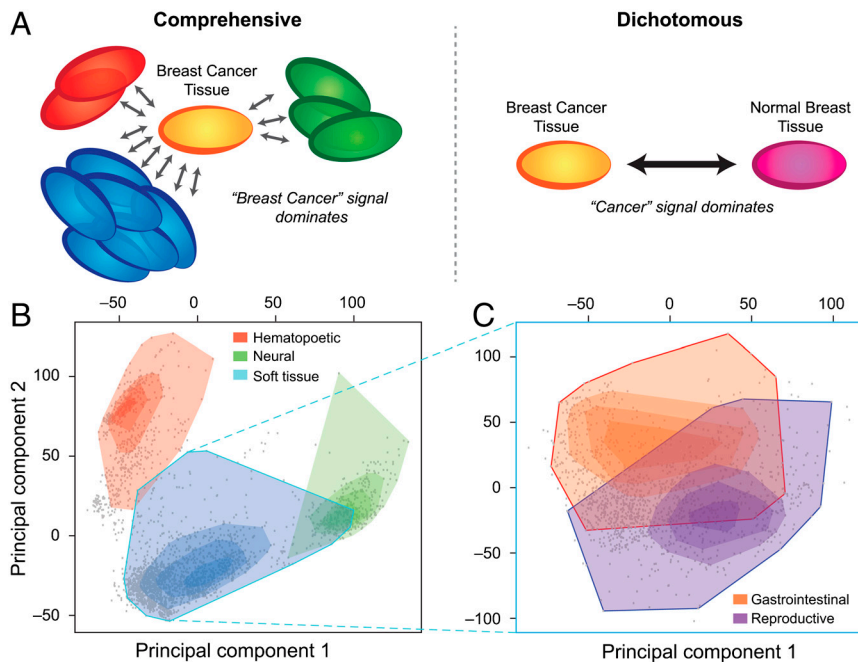 A
Comprehensive
Breast Cancer
Tissue
"Breast Cancer" signal
dominates
Dichotomous
Breast Cancer
Tissue
Normal Breast
Tissue
"Cancer" signal dominates
B
–50
0
50
100
Hematopoetic
Neural
Soft tissue
Principal component 2
100
50
0
–50
Principal component 1
C
–50
0
50
100
100
50
0
–50
–100
Gastrointestinal
Reproductive
Principal component 1